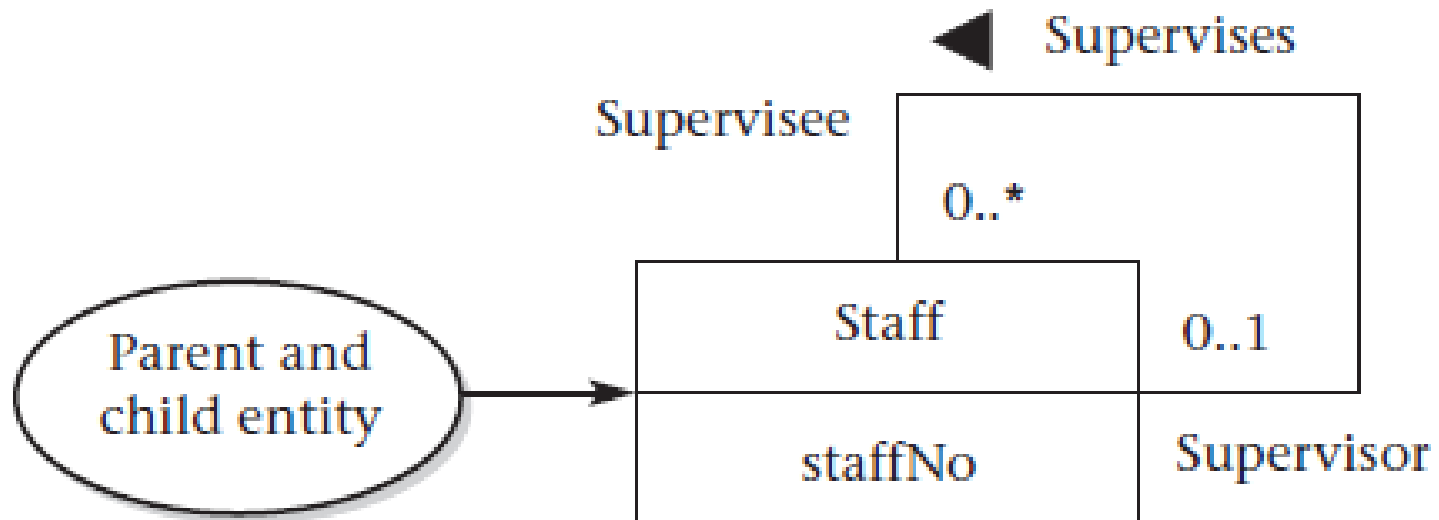 Supervises
Supervisee
0..*
Staff
0..1
Parent and
child entity
staffNo
Supervisor